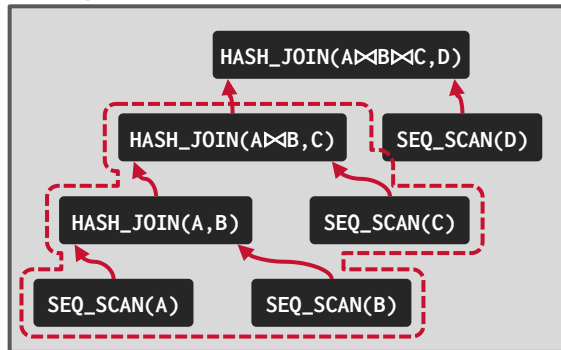 HASH_JOIN(A⨝B⨝C,D)
HASH_JOIN(A⨝B,C)
SEQ_SCAN(D)
HASH_JOIN(A,B)
SEQ_SCAN(C)
SEQ_SCAN(A)
SEQ_SCAN(B)